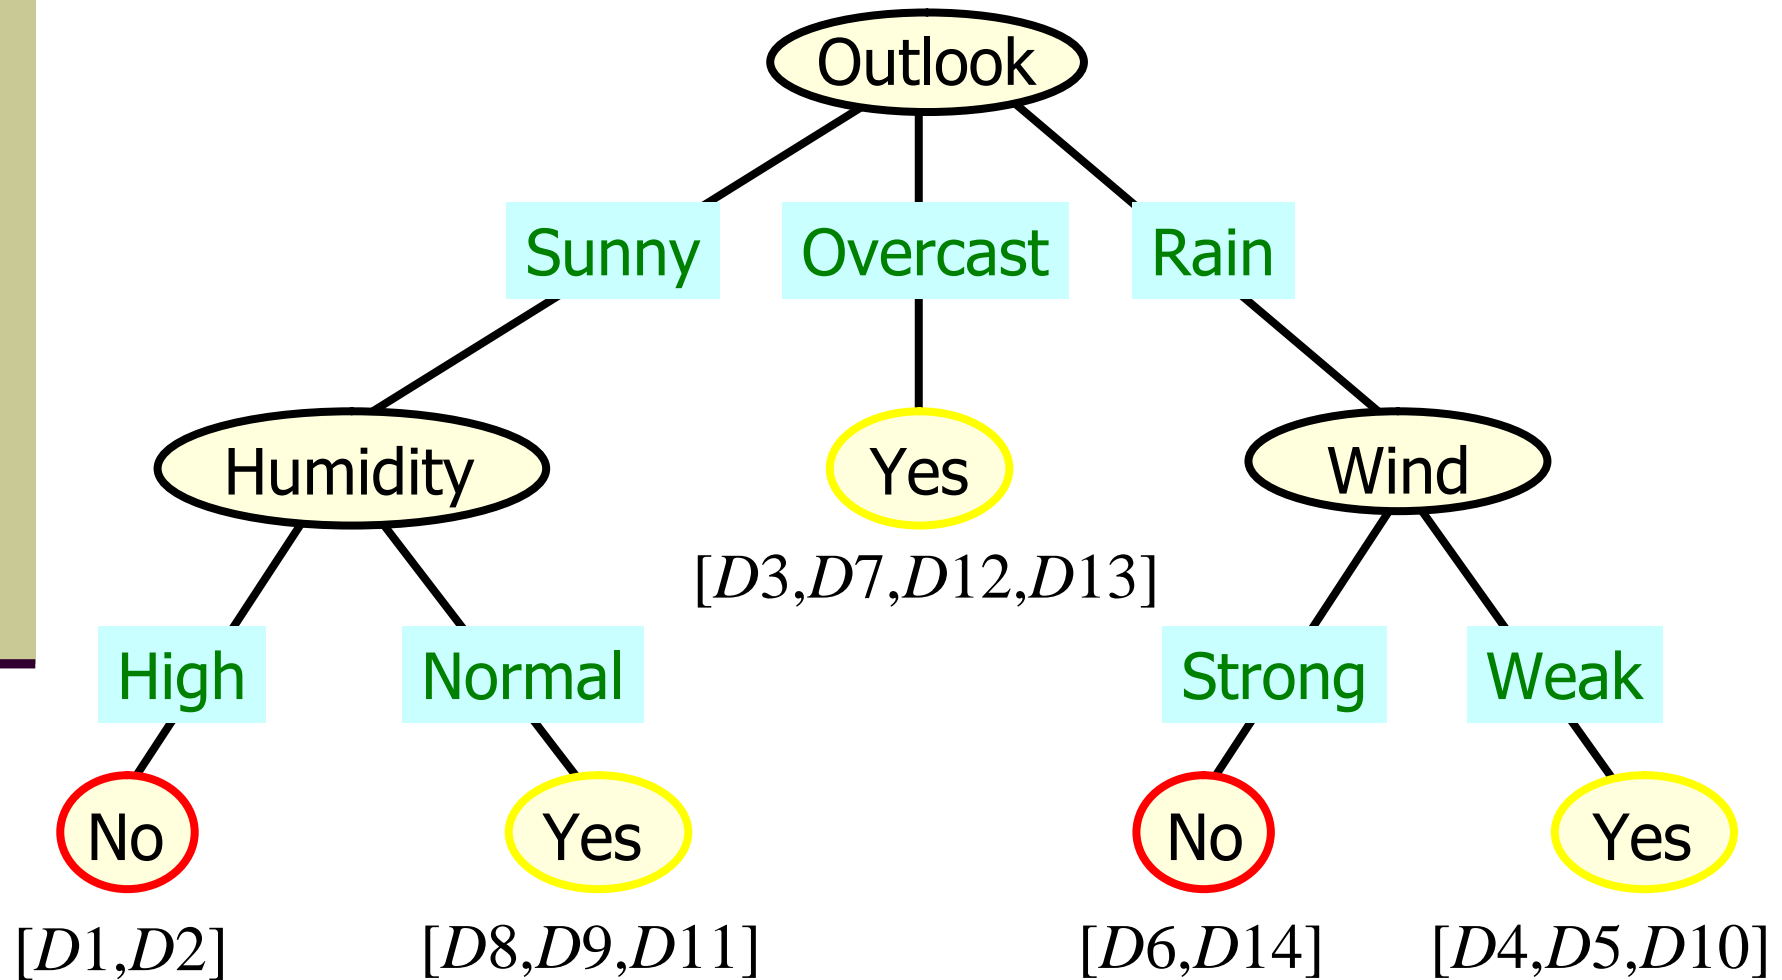 Outlook
Sunny Overcast Rain
Humidity Yes Wind
[D3,D7,D12,D13]
High Normal Strong Weak
No Yes No Yes
[D1,D2] [D8,D9,D11] [D6,D14] [D4,D5,D10]